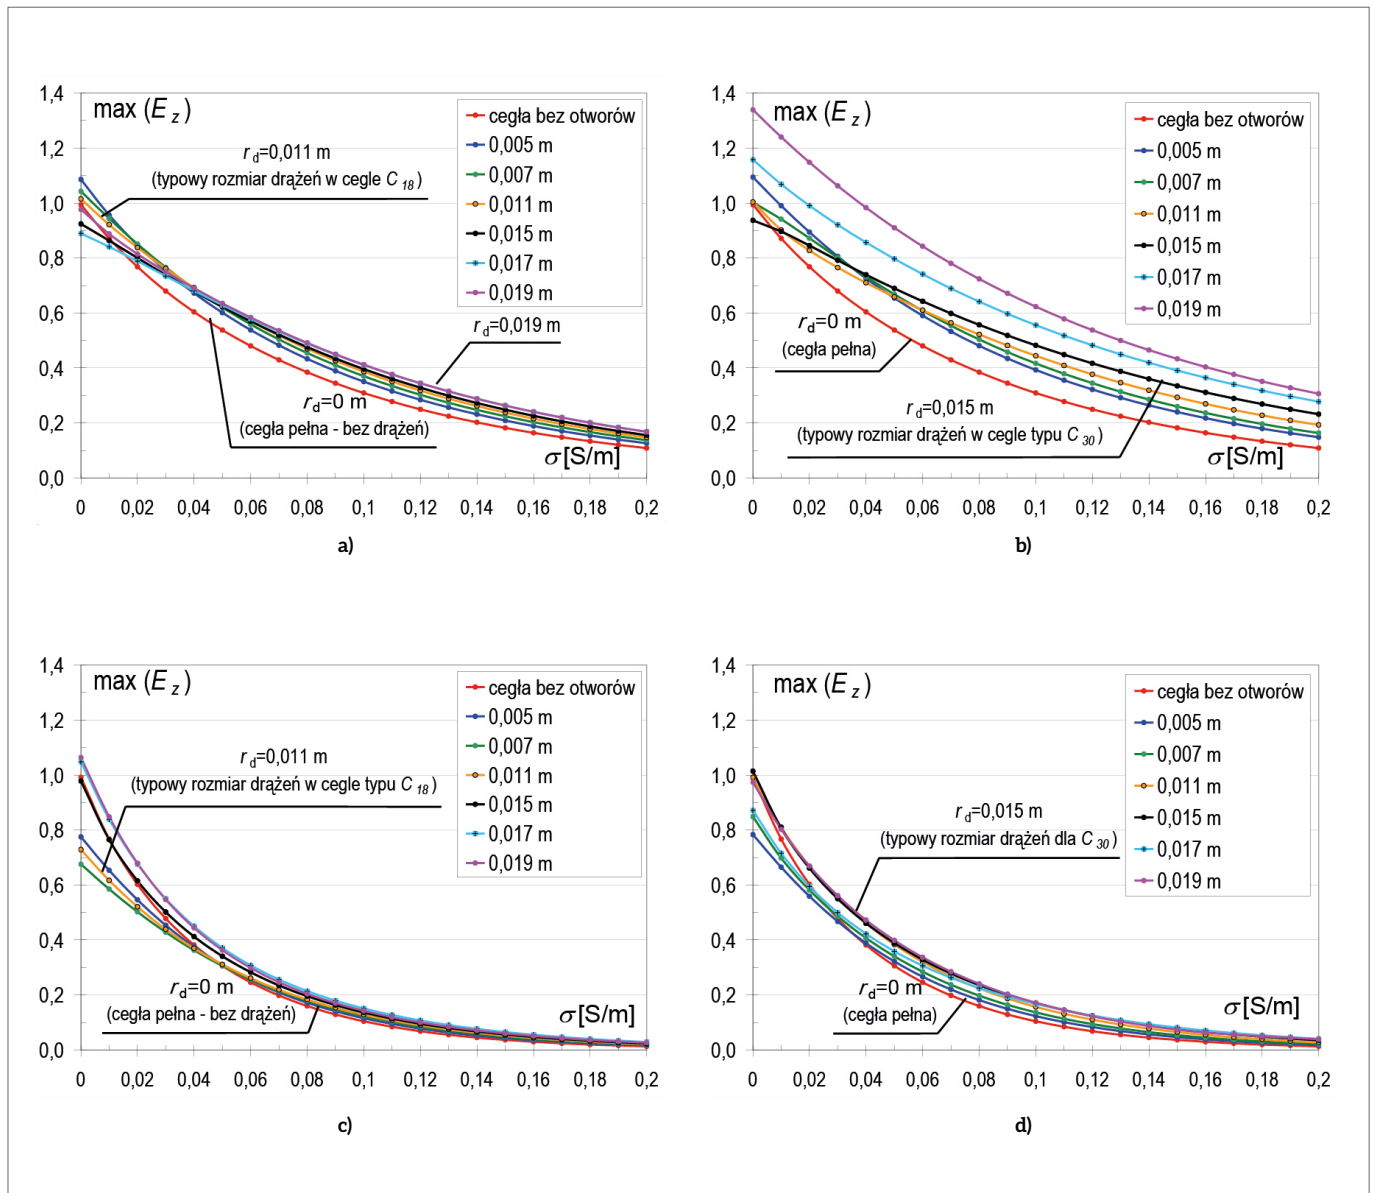 max (E z)
1,4
1,2
1,0
0,8
0,6
0,4
0,2
0,0
0 0,02 0,04 0,06 0,08 0,1 0,12 0,14 0,16 0,18 0,2
cegła bez otworów
0,005 m
0,007 m
0,011 m
0,015 m
0,017 m
0,019 m
r d=0,011 m
(typowy rozmiar drążeń w cegle C 18)
r d=0,019 m
r d=0 m
(cegła pełna - bez drążeń)
σ[S/m]
a)
max (E z)
1,4
1,2
1,0
0,8
0,6
0,4
0,2
0,0
0 0,02 0,04 0,06 0,08 0,1 0,12 0,14 0,16 0,18 0,2
cegła bez otworów
0,005 m
0,007 m
0,011 m
0,015 m
0,017 m
0,019 m
r d=0 m
(cegła pełna)
r d=0,015 m
(typowy rozmiar drążeń w cegle typu C 30)
σ[S/m]
b)
max (E z)
1,4
1,2
1,0
0,8
0,6
0,4
0,2
0,0
0 0,02 0,04 0,06 0,08 0,1 0,12 0,14 0,16 0,18 0,2
cegła bez otworów
0,005 m
0,007 m
0,011 m
0,015 m
0,017 m
0,019 m
r d=0,011 m
(typowy rozmiar drążeń w cegle typu C 18)
r d=0 m
(cegła pełna - bez drążeń)
σ[S/m]
c)
max (E z)
1,4
1,2
1,0
0,8
0,6
0,4
0,2
0,0
0 0,02 0,04 0,06 0,08 0,1 0,12 0,14 0,16 0,18 0,2
cegła bez otworów
0,005 m
0,007 m
0,011 m
0,015 m
0,017 m
0,019 m
r d=0,015 m
(typowy rozmiar drążeń dla C 30)
r d=0 m
(cegła pełna)
σ[S/m]
d)